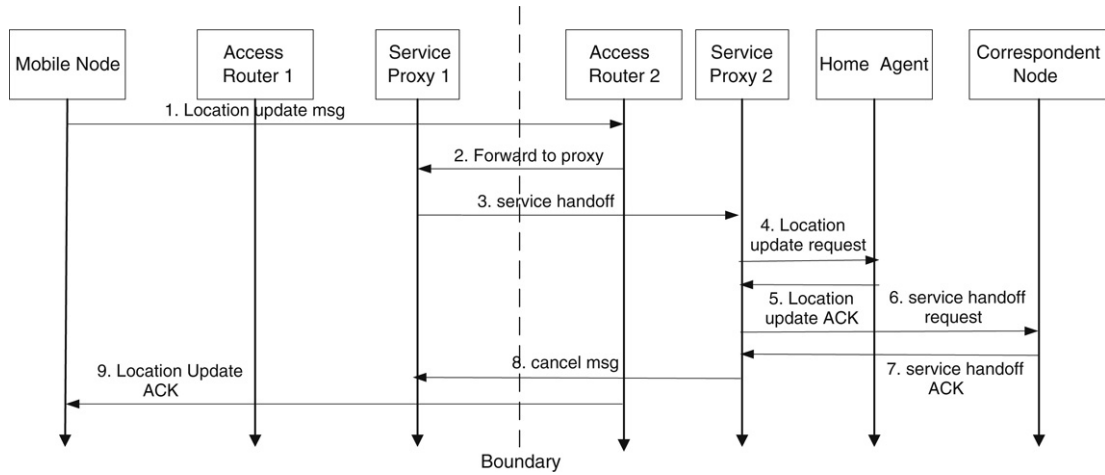 Mobile Node
Access
Router 1
Service
Proxy 1
Access
Router 2
Service
Proxy 2
Home Agent
Correspondent
Node
1. Location update msg
2. Forward to proxy
3. service handoff
4. Location
update request
5. Location
update ACK
6. service handoff
request
7. service handoff
ACK
8. cancel msg
9. Location Update
ACK
Boundary